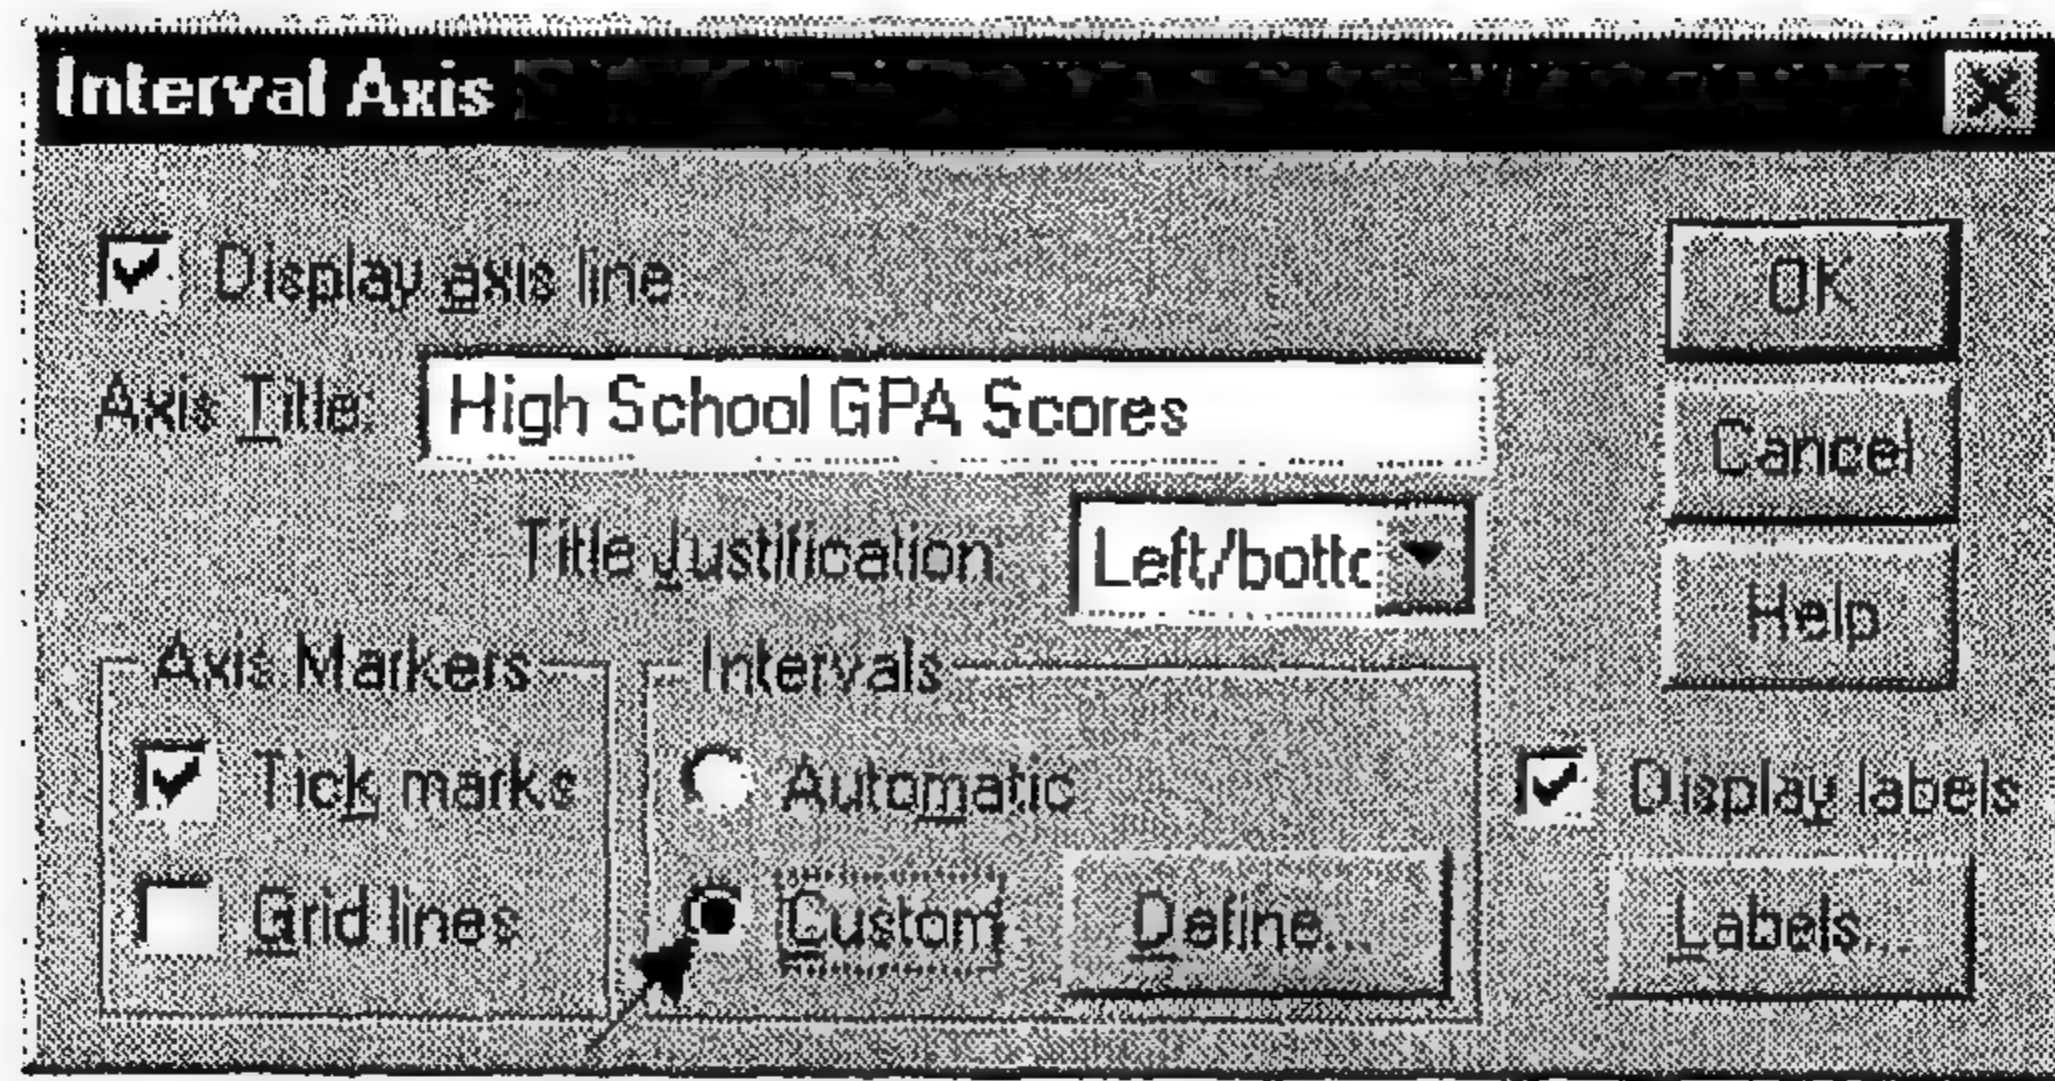 Interval Axis
Display axis line
OK
Axis Title: High School GPA Scores
Cancel
Title Justification Left/botto
Help
Axis Markers Intervals
Tick marks Automatic Display labels
Grid lines Custom Define... Labels...